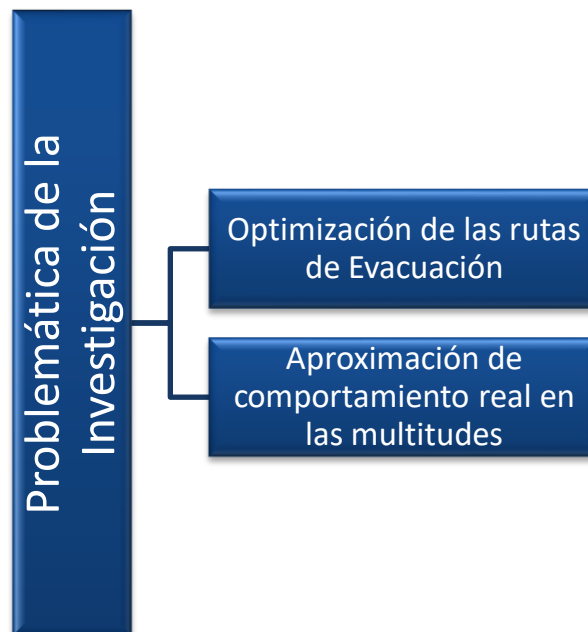 Problemática de la
Investigación
Optimización de las rutas
de Evacuación
Aproximación de
comportamiento real en
las multitudes